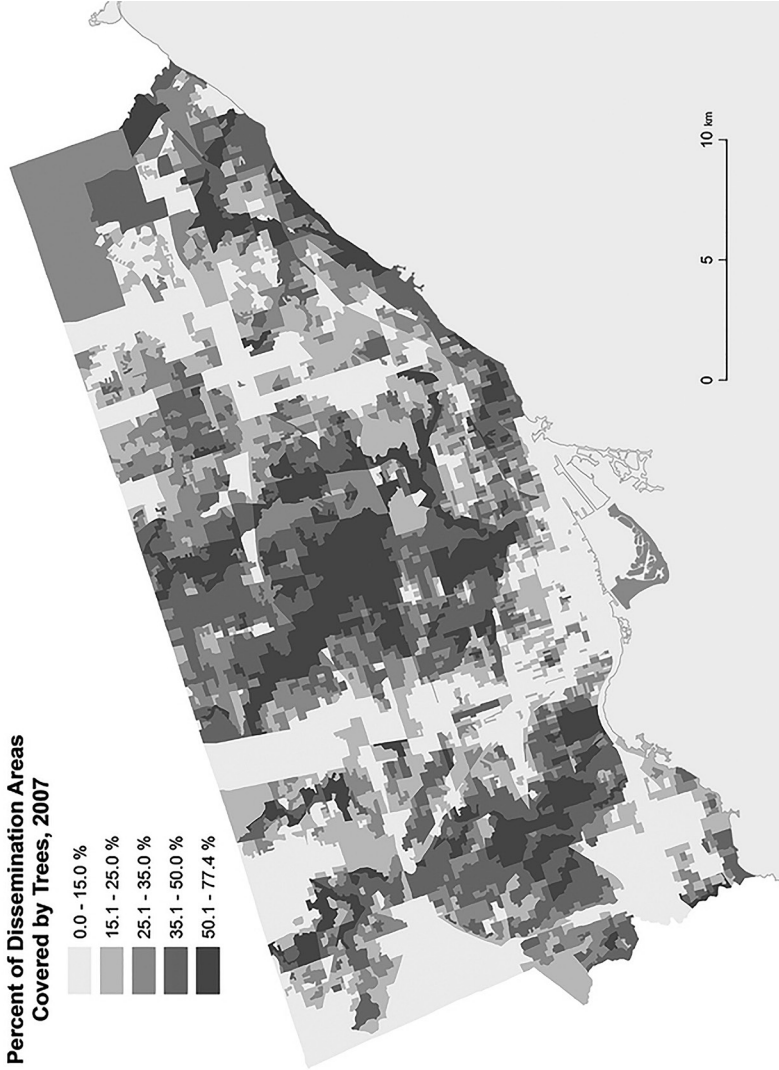 Percent of Dissemination Areas
Covered by Trees, 2007
0.0 - 15.0 %
15.1 - 25.0 %
25.1 - 35.0 %
35.1 - 50.0 %
50.1 - 77.4 %
0 5 10 km